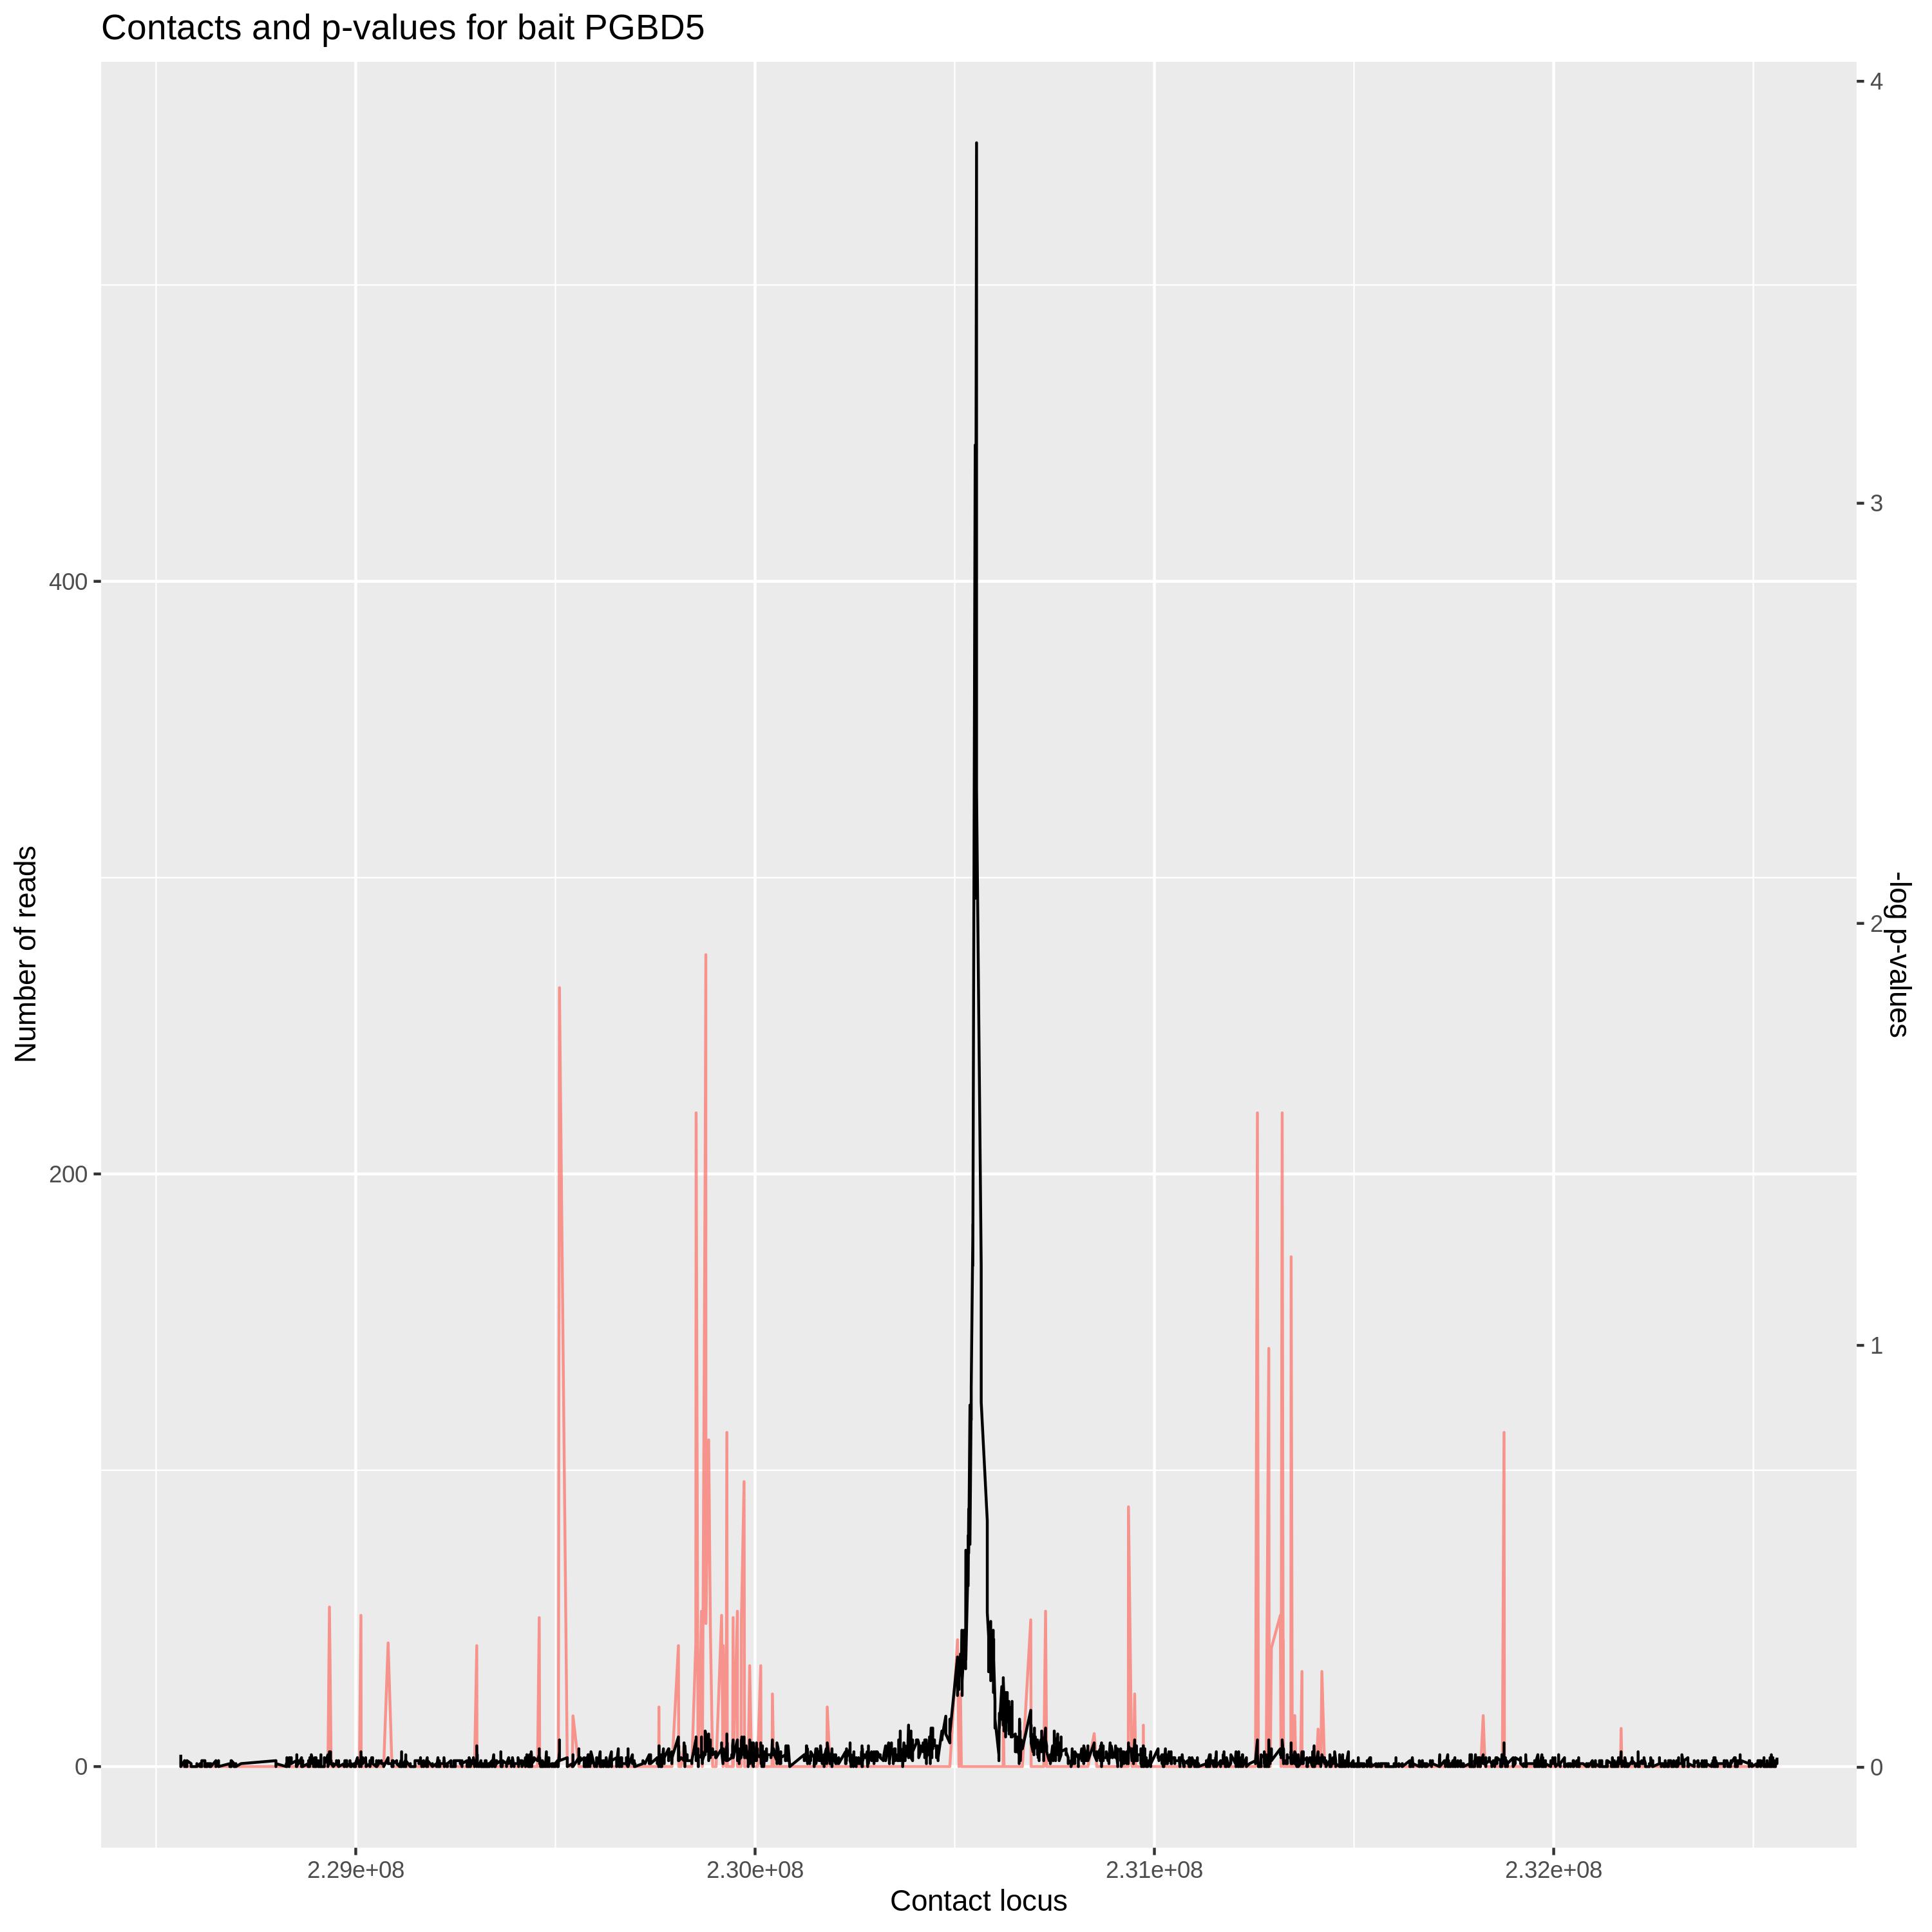 Contacts and p-values for bait PGBD5
Number of reads
400
200
0
4
3
2
1
0
-log p-values
2.29e+08
2.30e+08
2.31e+08
2.32e+08
Contact locus